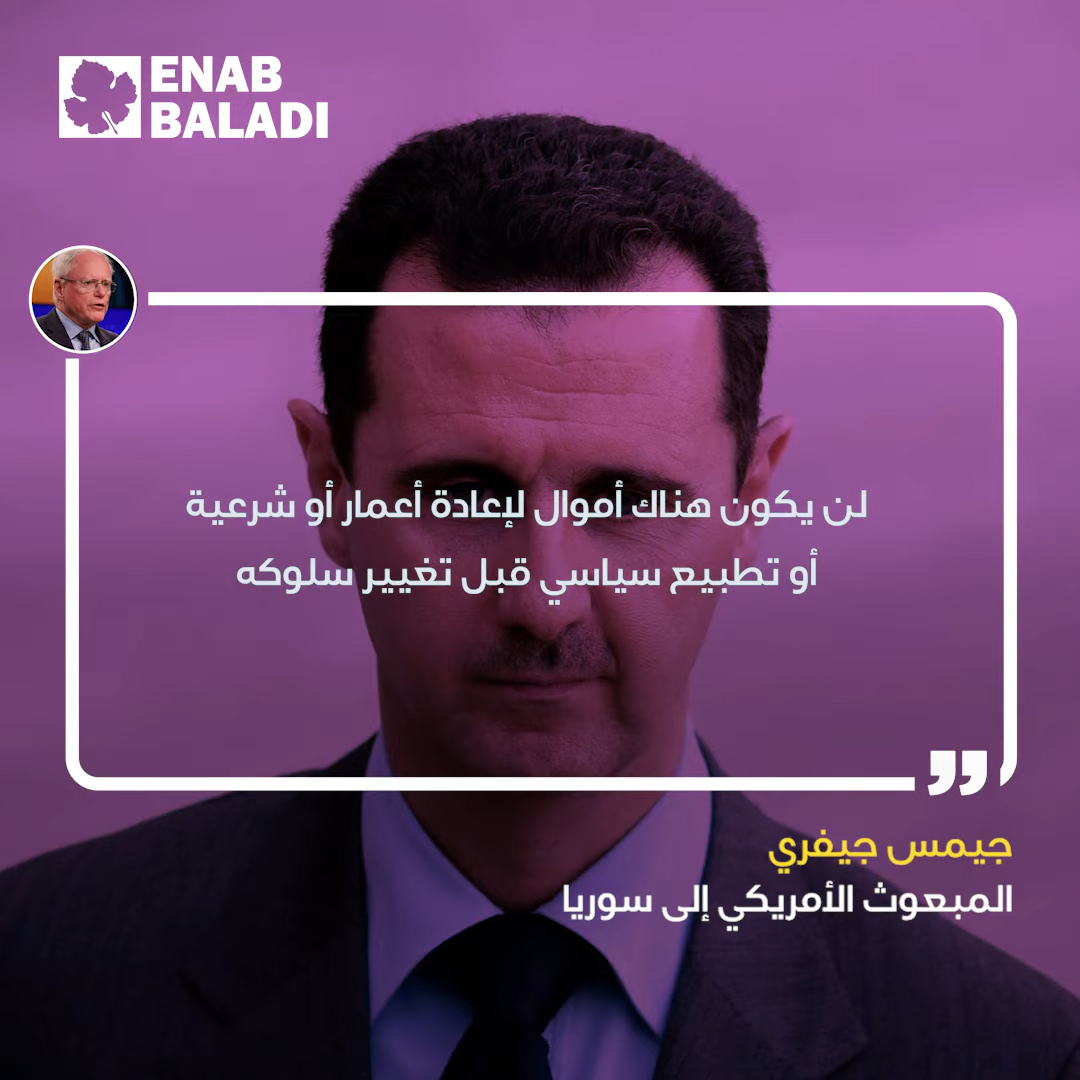 ENAB
BALADI
لن يكون هناك أموال لإعادة أعمار أو شرعية
أو تطبيع سياسي قبل تغيير سلوكه
جيمس جيفري
المبعوث الأمريكي إلى سوريا